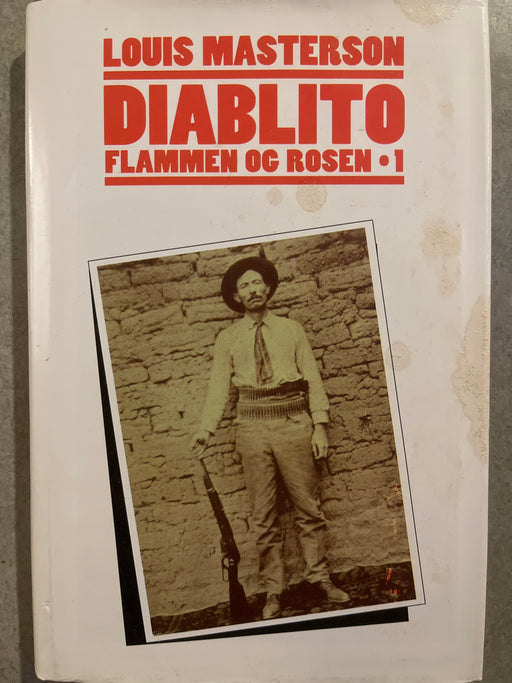 LOUIS MASTERSON
DIABLITO
FLAMMEN OG ROSEN • 1